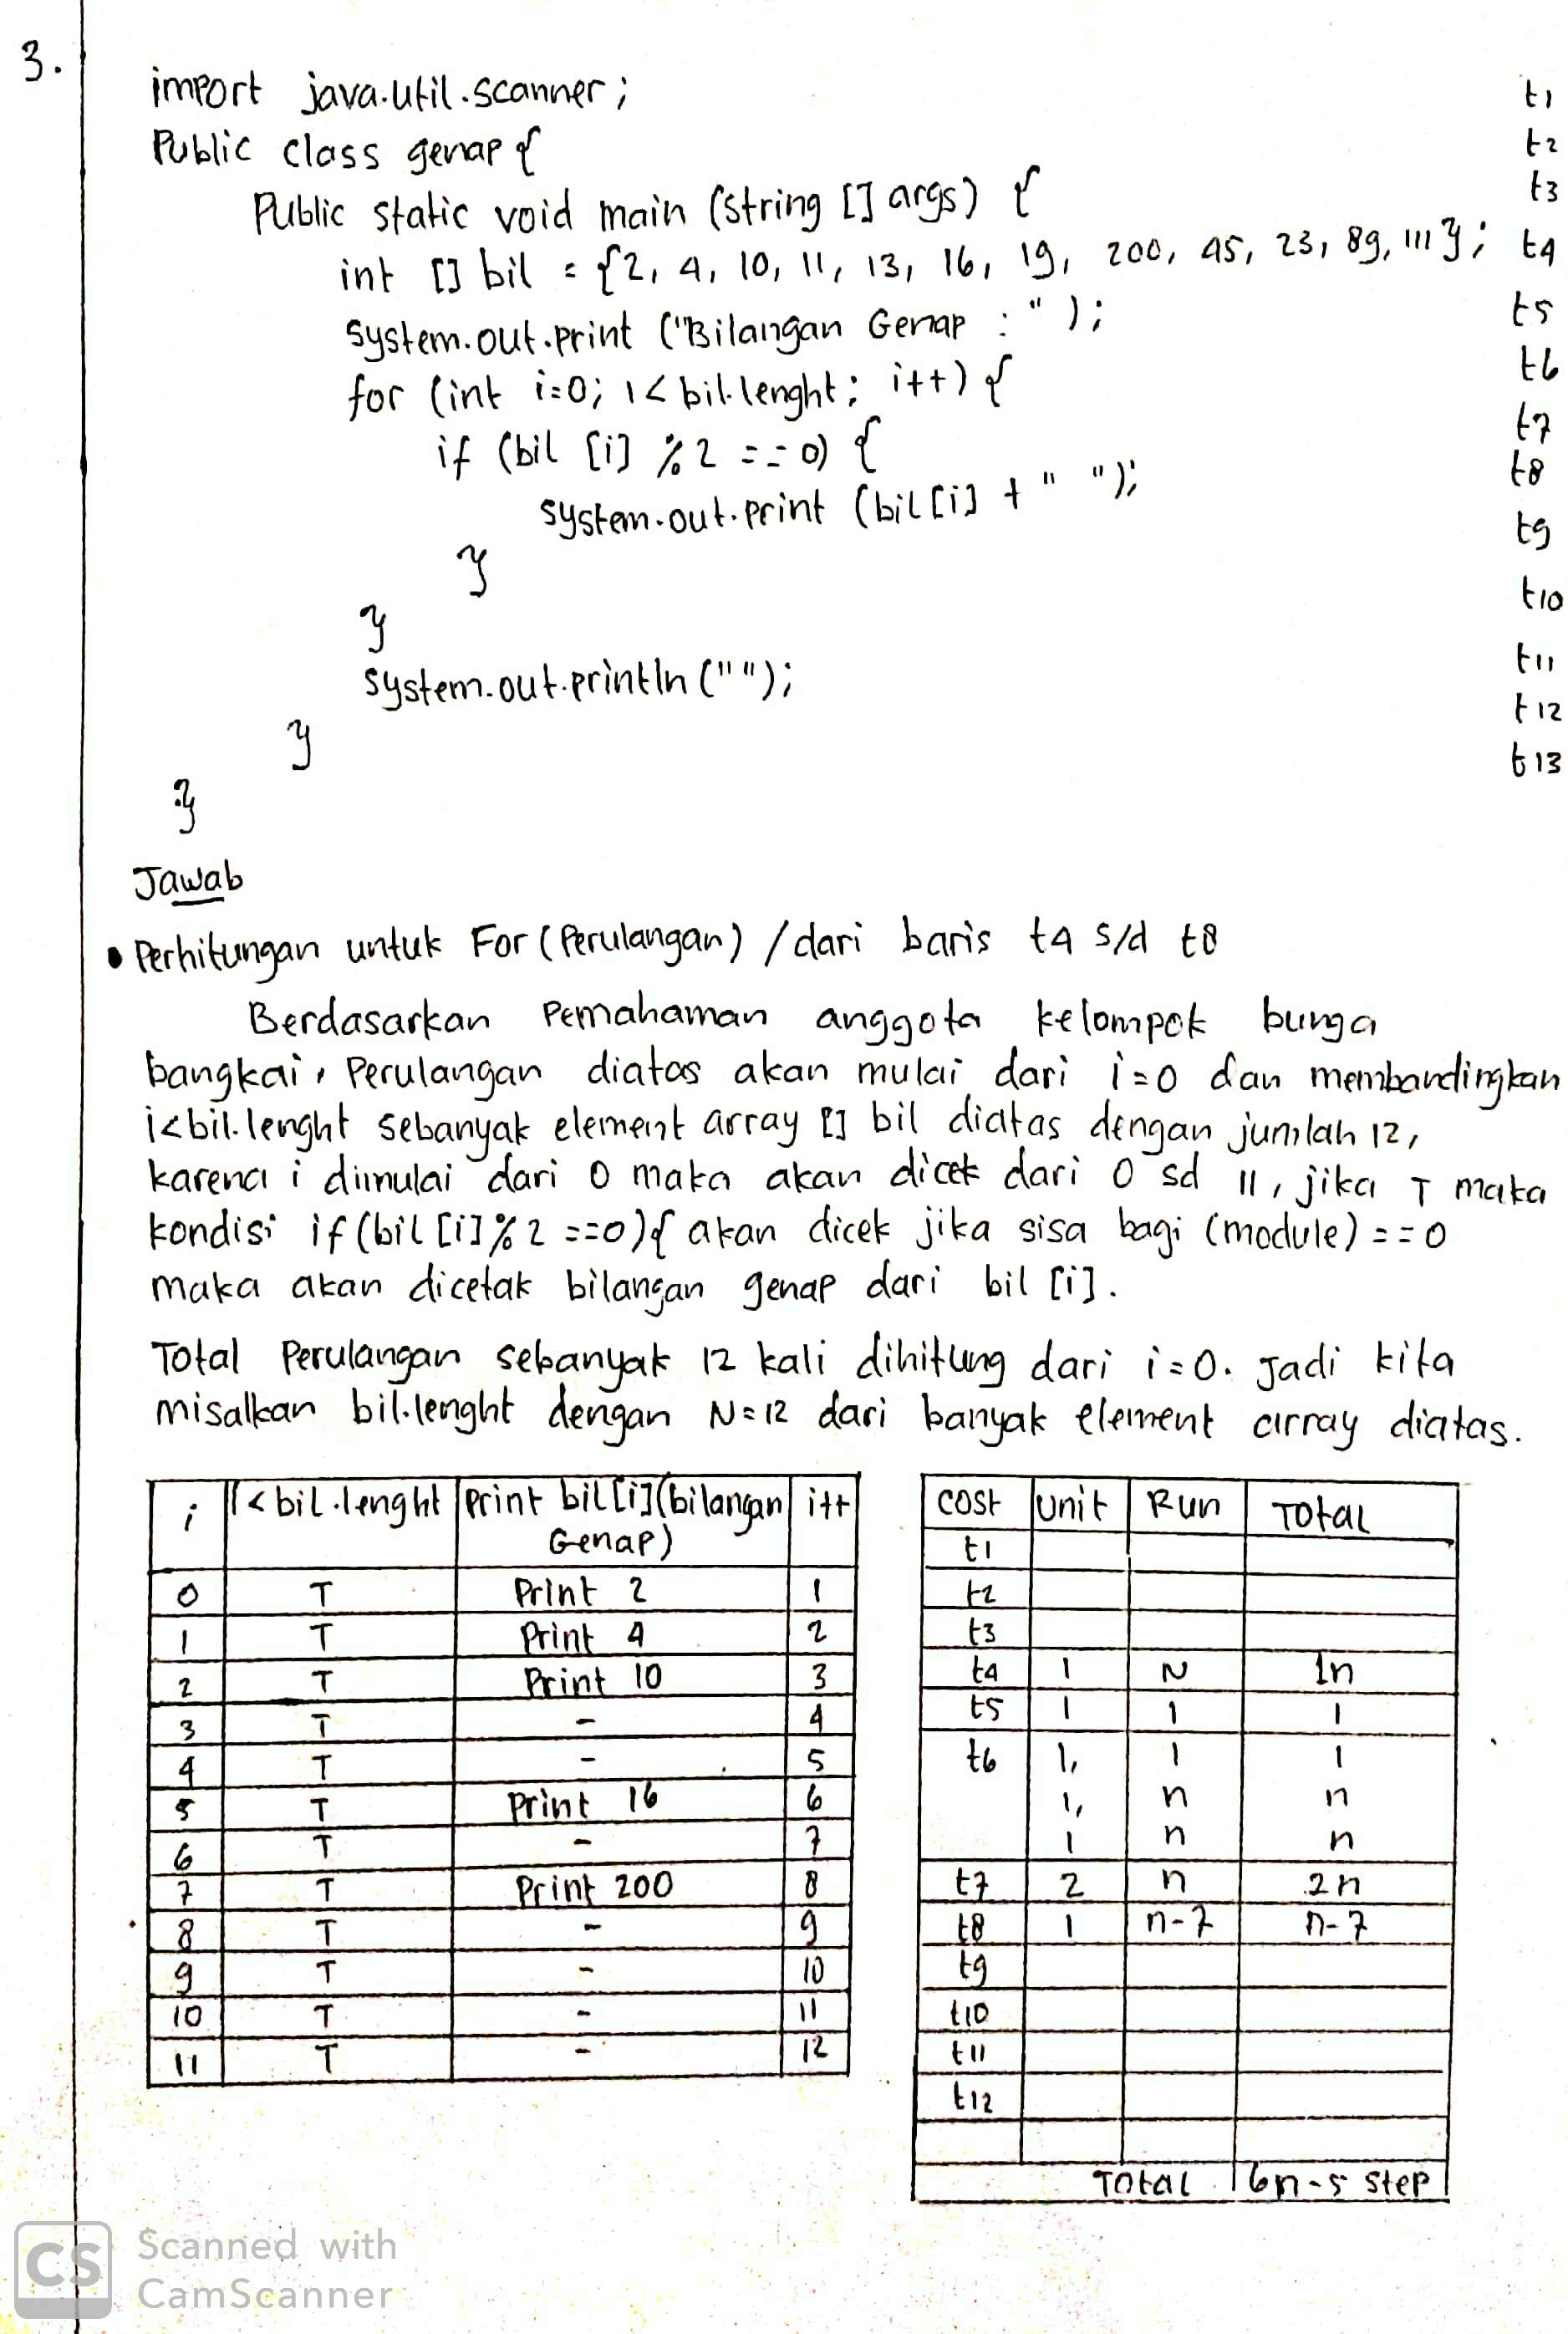 3.
import java.util.scanner; t1
Public class genap { t2
Public static void main (string [] args) { t3
int [] bil = {2, 4, 10, 11, 13, 16, 19, 200, 45, 23, 89, 111}; t4
system.out.print ("Bilangan Genap : "); t5
for (int i=0; i<bil.lenght; i++) { t6
if (bil [i] %2 ==0) { t7
system.out.print (bil[i] + " "); t8
} t9
} t10
system.out.println (""); t11
} t12
} t13
Jawab
• Perhitungan untuk For (Perulangan) / dari baris t4 s/d t8
Berdasarkan Pemahaman anggota kelompok bunga
bangkai, Perulangan diatas akan mulai dari i=0 dan membandingkan
i<bil.lenght sebanyak element array [] bil diatas dengan jumlah 12,
karena i dimulai dari 0 maka akan dicek dari 0 sd 11, jika T maka
kondisi if (bil [i] %2 ==0){ akan dicek jika sisa bagi (module) ==0
maka akan dicetak bilangan genap dari bil [i].
Total Perulangan sebanyak 12 kali dihitung dari i=0. Jadi kita
misalkan bil.lenght dengan N=12 dari banyak element array diatas.
i i<bil.lenght Print bil[i](bilangan Genap) i++
0 T Print 2 1
1 T Print 4 2
2 T Print 10 3
3 T - 4
4 T - 5
5 T Print 16 6
6 T - 7
7 T Print 200 8
8 T - 9
9 T - 10
10 T - 11
11 T - 12
cost unit Run Total
t1
t2
t3
t4 1 N 1n
t5 1 1 1
t6 1, 1 1
1, n n
1 n n
t7 2 n 2n
t8 1 n-7 n-7
t9
t10
t11
t12
Total 6n-5 step
CS Scanned with
CamScanner